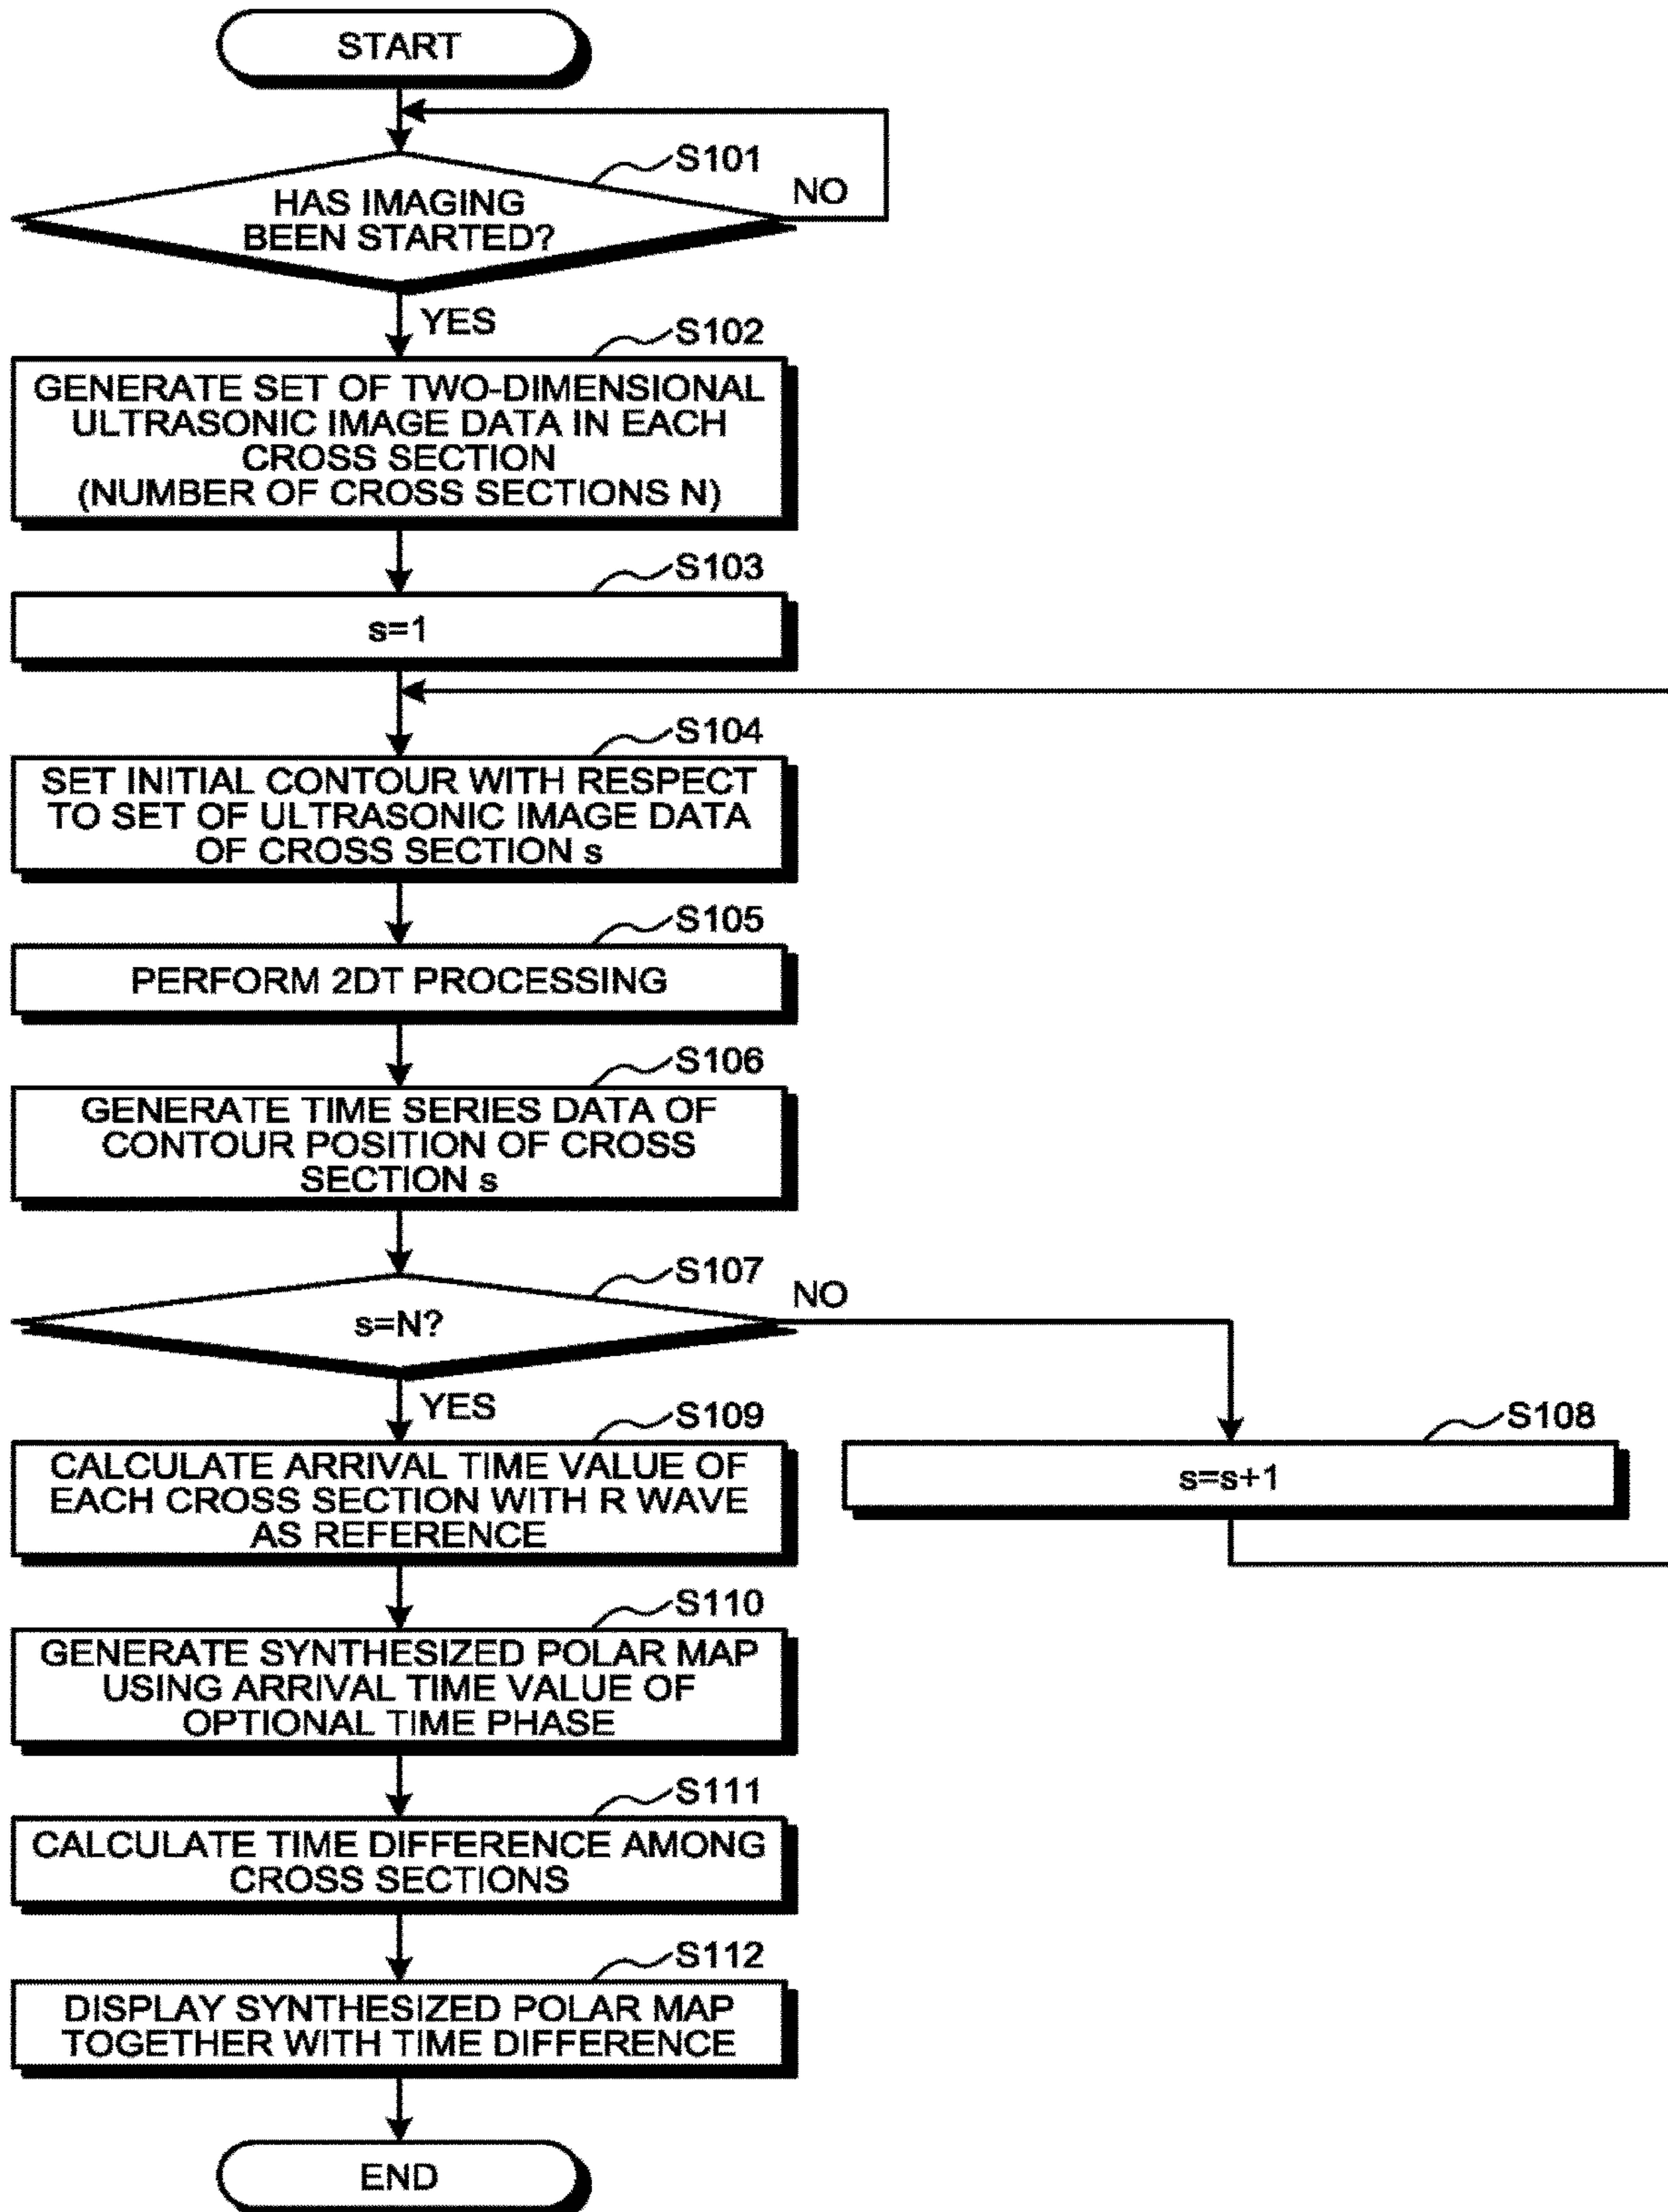 START
S101
HAS IMAGING
BEEN STARTED?
NO
YES
S102
GENERATE SET OF TWO-DIMENSIONAL
ULTRASONIC IMAGE DATA IN EACH
CROSS SECTION
(NUMBER OF CROSS SECTIONS N)
S103
s=1
S104
SET INITIAL CONTOUR WITH RESPECT
TO SET OF ULTRASONIC IMAGE DATA
OF CROSS SECTION s
S105
PERFORM 2DT PROCESSING
S106
GENERATE TIME SERIES DATA OF
CONTOUR POSITION OF CROSS
SECTION s
S107
s=N?
NO
YES
S108
s=s+1
S109
CALCULATE ARRIVAL TIME VALUE OF
EACH CROSS SECTION WITH R WAVE
AS REFERENCE
S110
GENERATE SYNTHESIZED POLAR MAP
USING ARRIVAL TIME VALUE OF
OPTIONAL TIME PHASE
S111
CALCULATE TIME DIFFERENCE AMONG
CROSS SECTIONS
S112
DISPLAY SYNTHESIZED POLAR MAP
TOGETHER WITH TIME DIFFERENCE
END